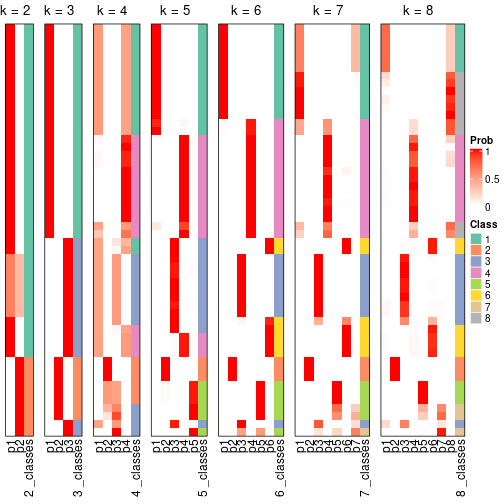 k = 2
k = 3
k = 4
k = 5
k = 6
k = 7
k = 8
Prob
1
0.5
0
Class
1
2
3
4
5
6
7
8
p1
p2
2_classes
p1
p2
p3
3_classes
p1
p2
p3
p4
4_classes
p1
p2
p3
p4
p5
5_classes
p1
p2
p3
p4
p5
p6
6_classes
p1
p2
p3
p4
p5
p6
p7
7_classes
p1
p2
p3
p4
p5
p6
p7
p8
8_classes